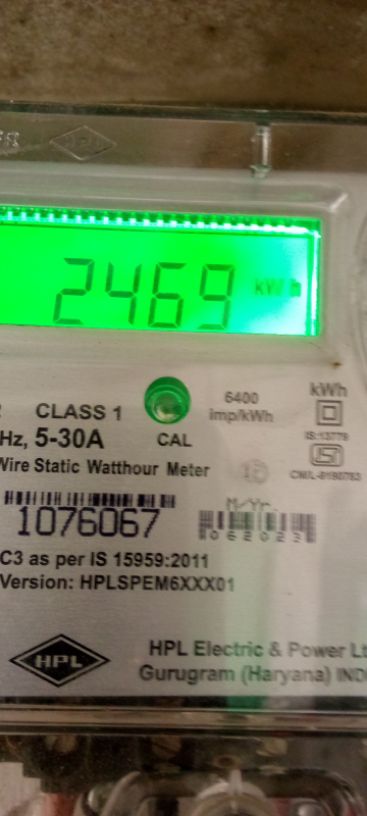 HPL
2469 kWh
CLASS 1
6400
imp/kWh
kWh
Hz, 5-30A
CAL
IS:13779
Wire Static Watthour Meter
CM/L-8190783
M/Yr.
1076067
062023
C3 as per IS 15959:2011
Version: HPLSPEM6XXX01
HPL
HPL Electric & Power Lt
Gurugram (Haryana) IND